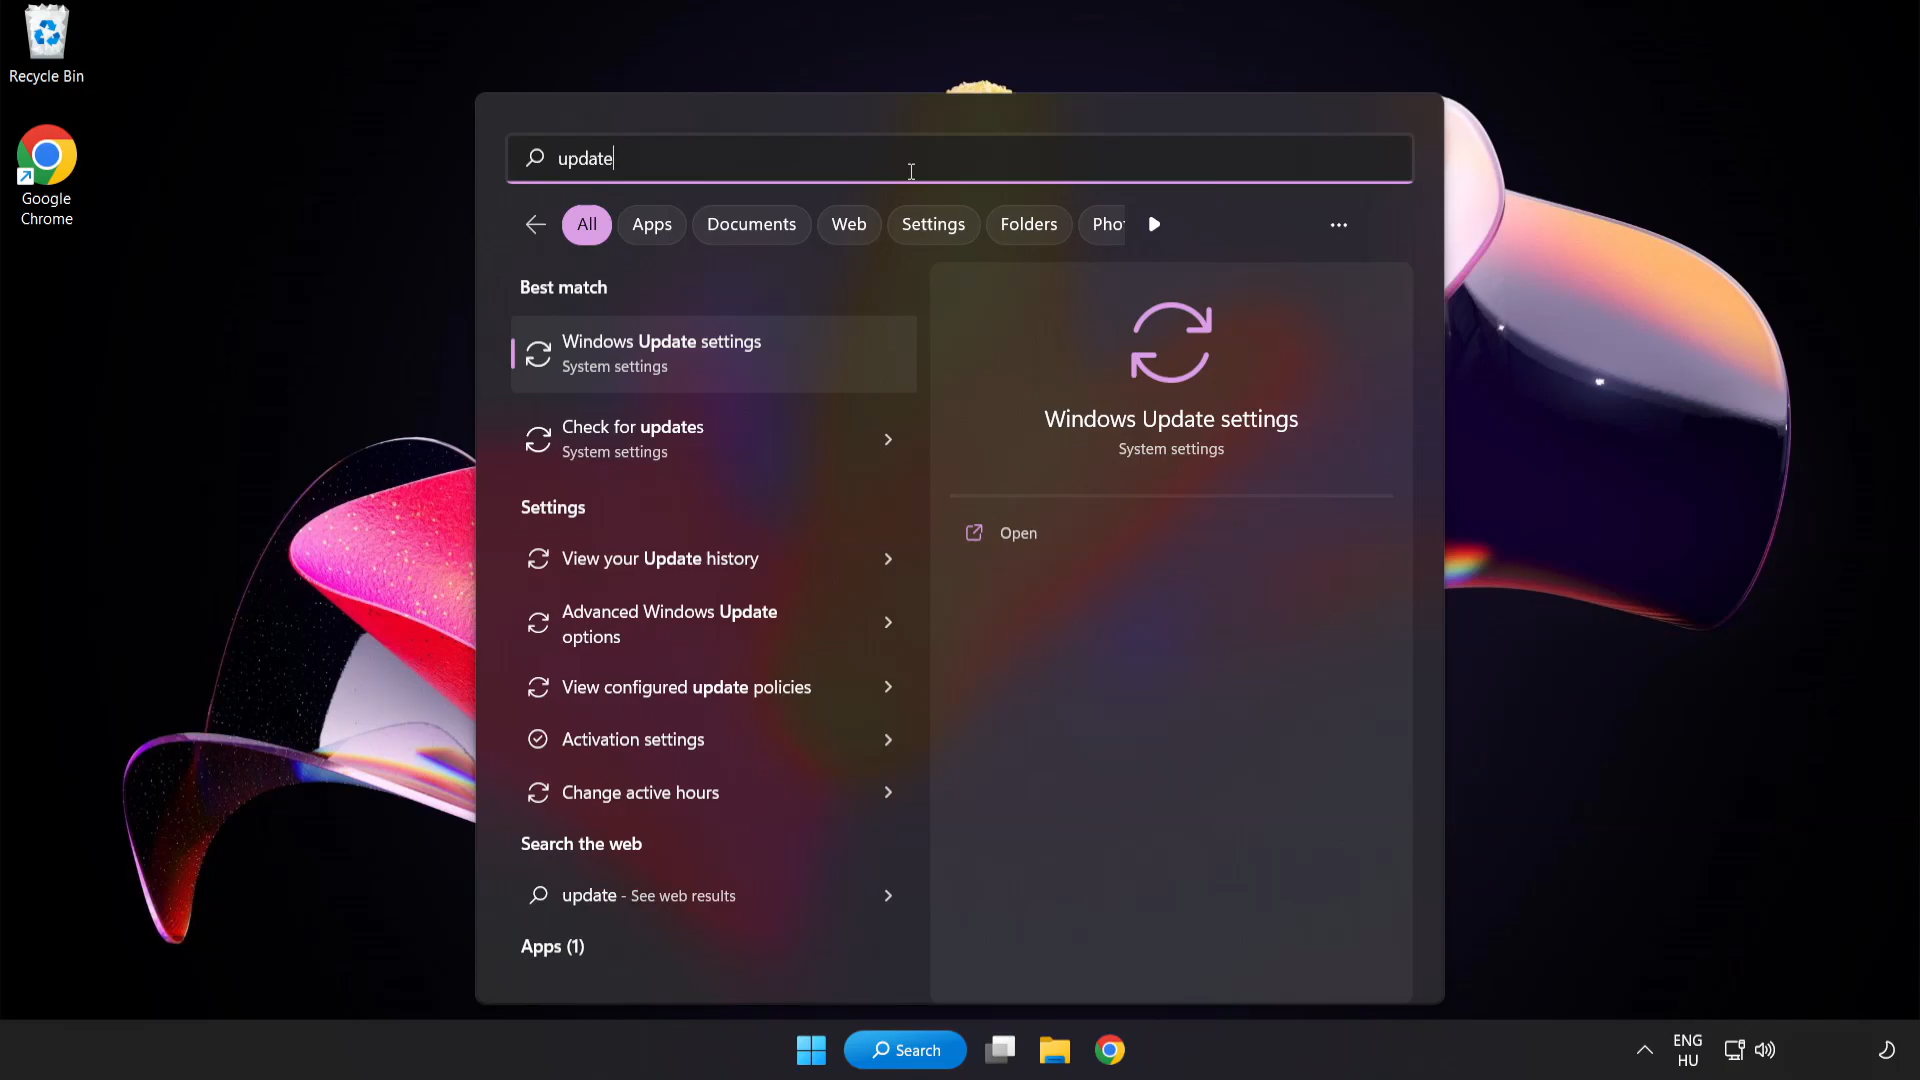 Recycle Bin
Google
Chrome
update
All
Apps
Documents
Web
Settings
Folders
Pho
Best match
Windows Update settings
System settings
Check for updates
System settings
Settings
View your Update history
Advanced Windows Update
options
View configured update policies
Activation settings
Change active hours
Search the web
update - See web results
Apps (1)
Windows Update settings
System settings
Open
Search
ENG
HU